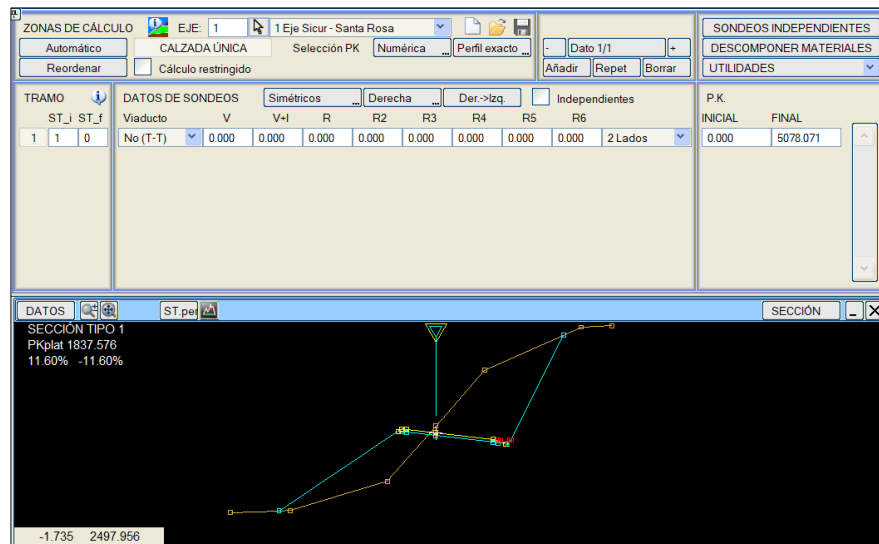 ZONAS DE CÁLCULO EJE: 1 1 Eje Sicur - Santa Rosa
Automático CALZADA ÚNICA Selección PK Numérica ... Perfil exacto ... - Dato 1/1 +
Reordenar Cálculo restringido Añadir Repet Borrar
SONDEOS INDEPENDIENTES
DESCOMPONER MATERIALES
UTILIDADES
TRAMO i DATOS DE SONDEOS Simétricos ... Derecha ... Der.->Izq. Independientes P.K.
ST_i ST_f Viaducto V V+I R R2 R3 R4 R5 R6 INICIAL FINAL
1 1 0 No (T-T) 0.000 0.000 0.000 0.000 0.000 0.000 0.000 0.000 2 Lados 0.000 5078.071
DATOS ST.per SECCIÓN
SECCIÓN TIPO 1
PKplat 1837.576
11.60% -11.60%
-1.735 2497.956